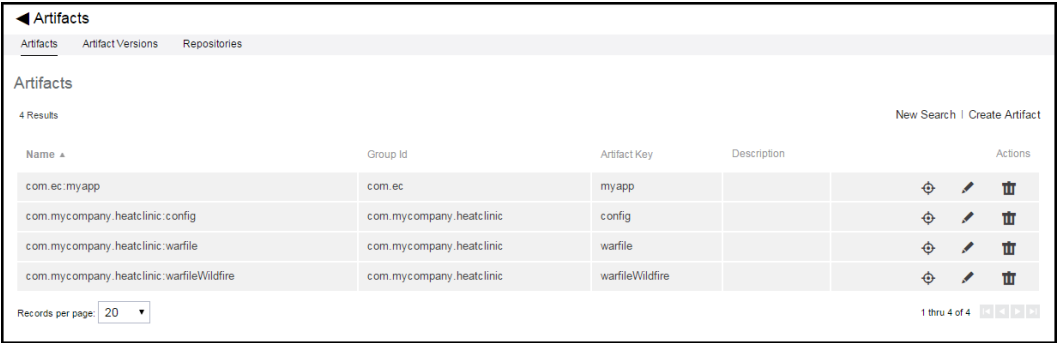 Artifacts
Artifacts Artifact Versions Repositories
Artifacts
4 Results New Search | Create Artifact
Name Group Id Artifact Key Description Actions
com.ec:myapp com.ec myapp
com.mycompany.heatclinic:config com.mycompany.heatclinic config
com.mycompany.heatclinic:warfile com.mycompany.heatclinic warfile
com.mycompany.heatclinic:warfileWildfire com.mycompany.heatclinic warfileWildfire
Records per page: 20 1 thru 4 of 4